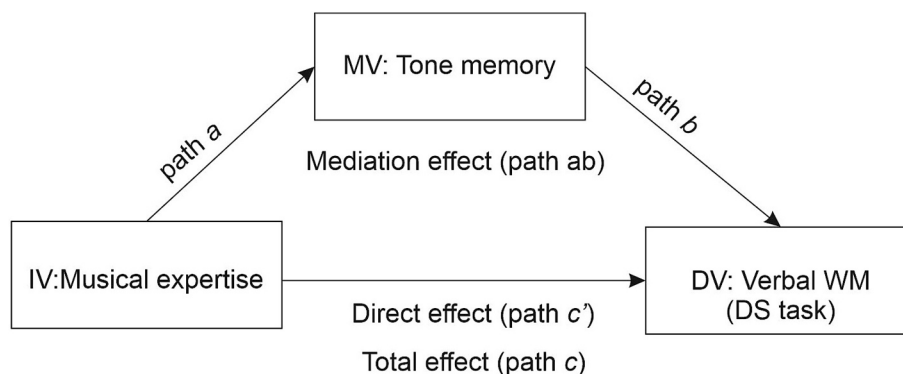 MV: Tone memory
path a
path b
Mediation effect (path ab)
IV:Musical expertise
DV: Verbal WM
(DS task)
Direct effect (path c’)
Total effect (path c)